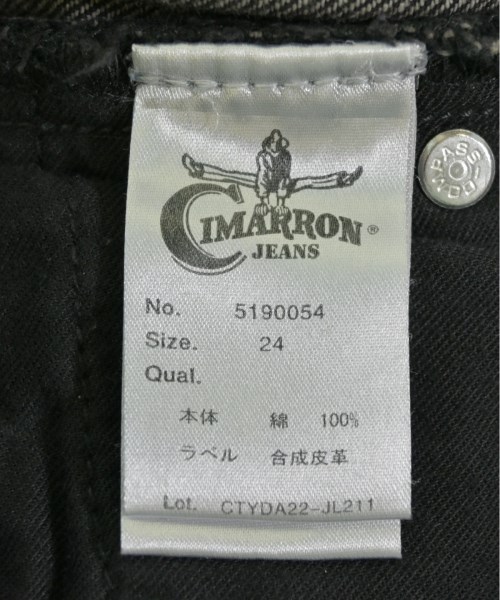 CIMARRON®
JEANS
No. 5190054
Size. 24
Qual.
本体 綿 100%
ラベル 合成皮革
Lot. CTYDA22-JL211